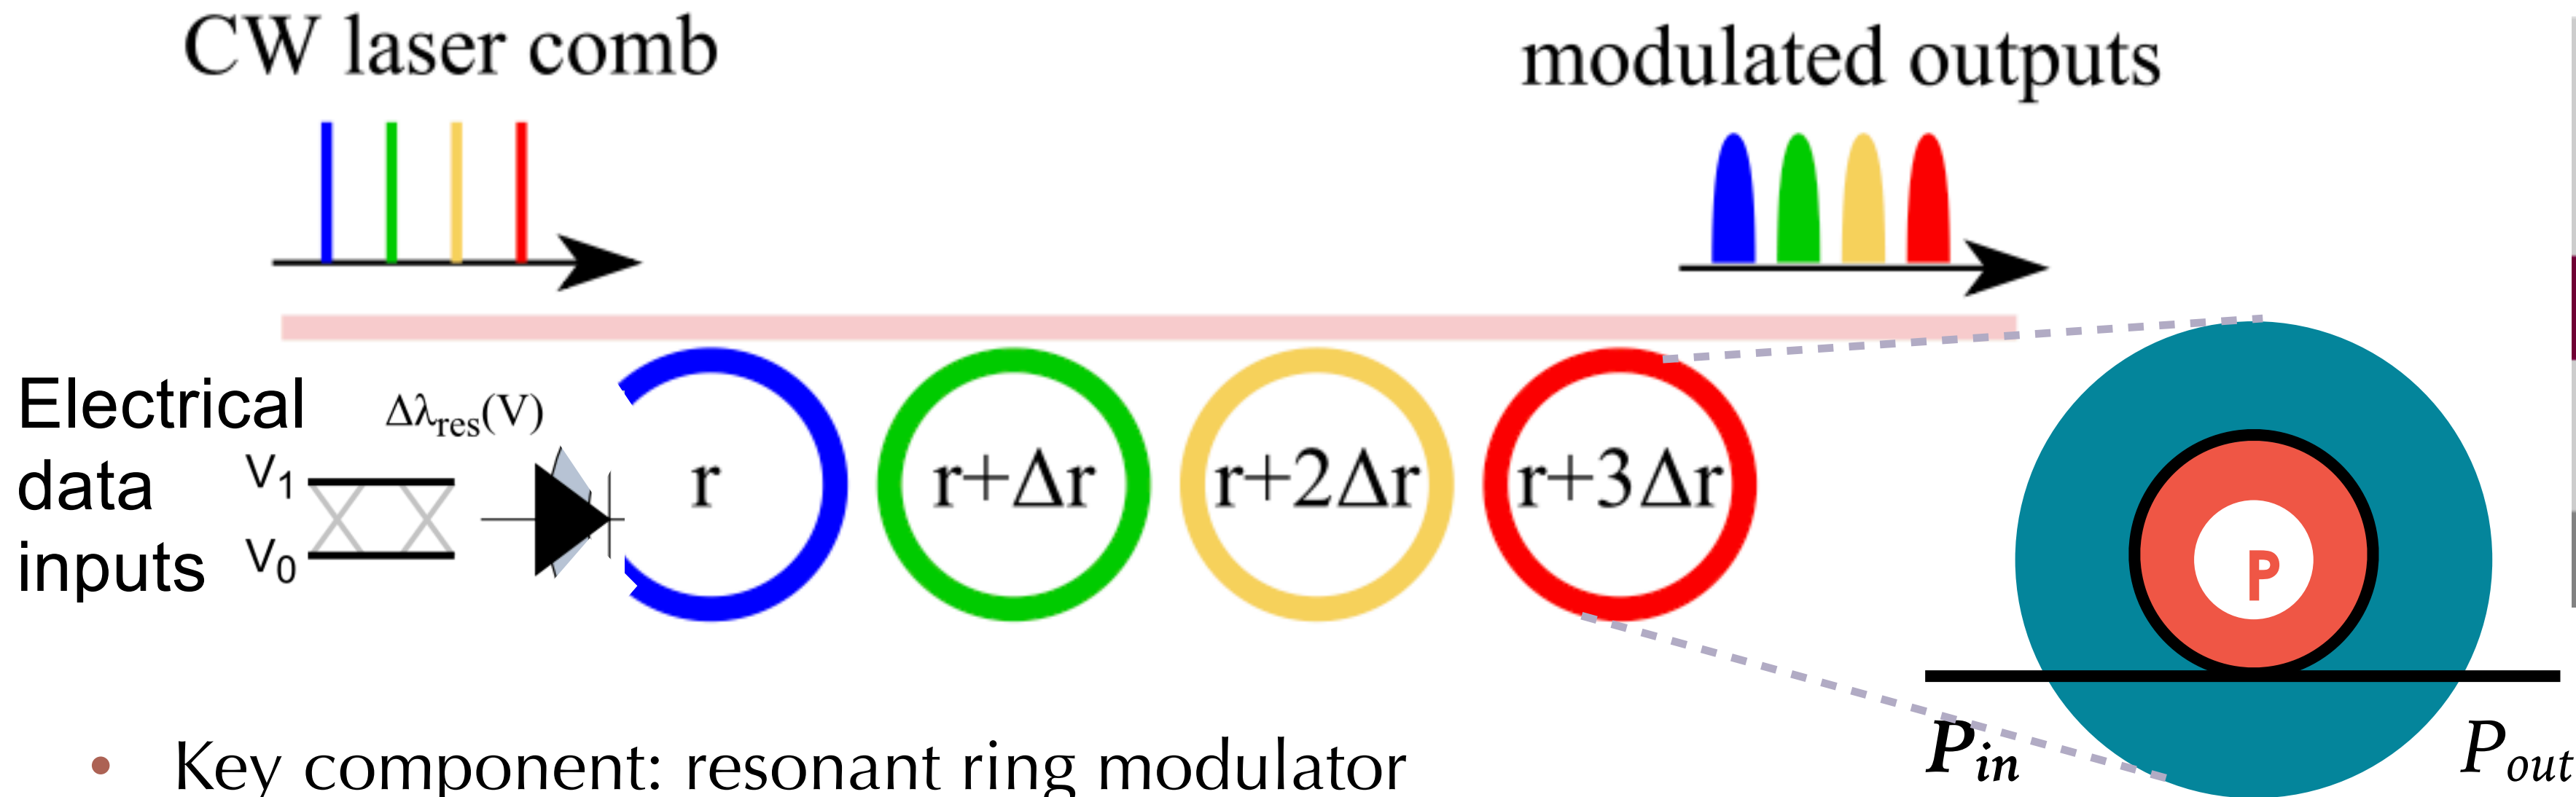 CW laser comb
modulated outputs
Electrical
data
inputs
Δλres(V)
V1
V0
r
r+Δr
r+2Δr
r+3Δr
P
Pin
Pout
• Key component: resonant ring modulator